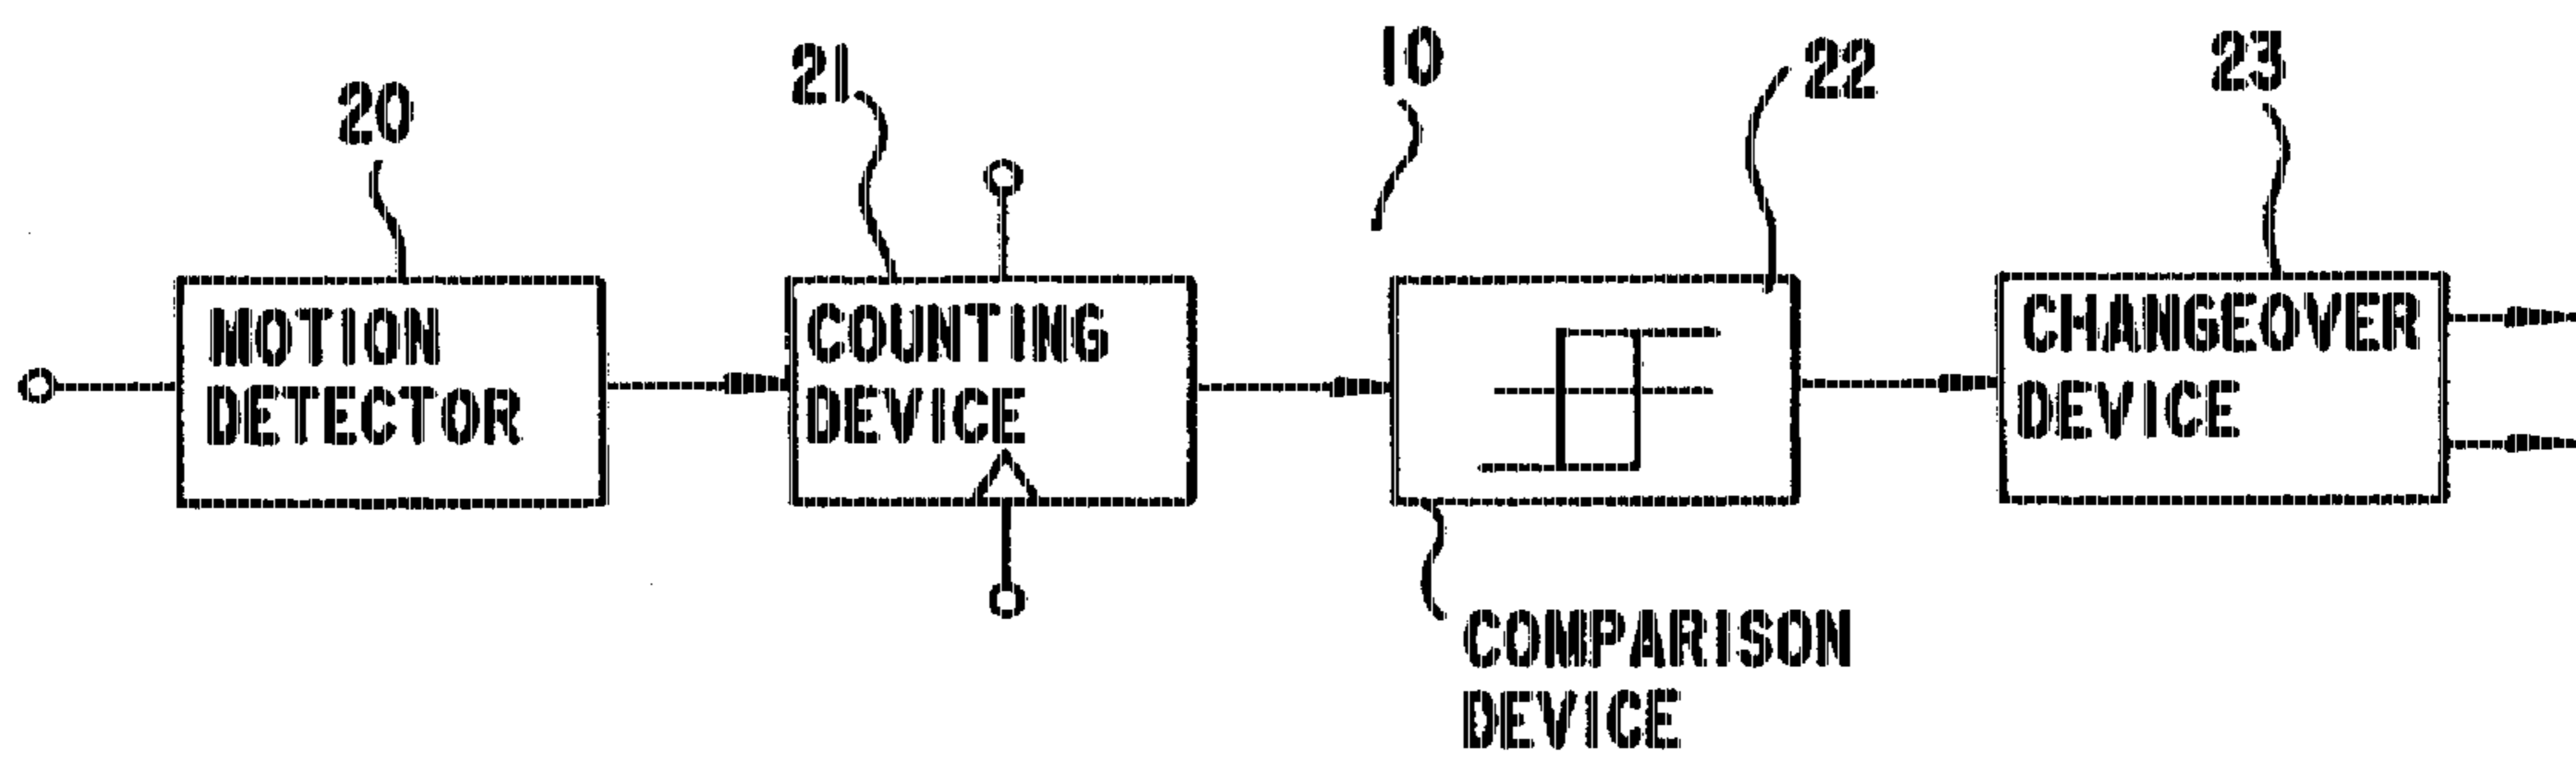 20
21
10
22
23
MOTION
DETECTOR
COUNTING
DEVICE
CHANGEOVER
DEVICE
COMPARISON
DEVICE